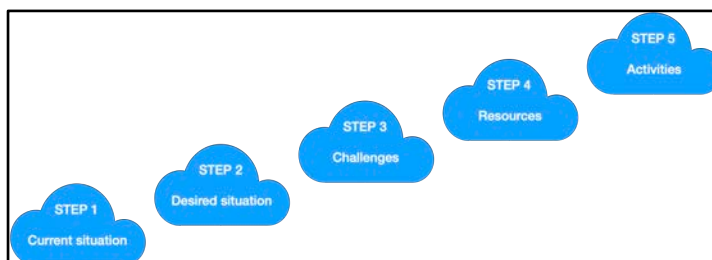 STEP 1
Current situation
STEP 2
Desired situation
STEP 3
Challenges
STEP 4
Resources
STEP 5
Activities